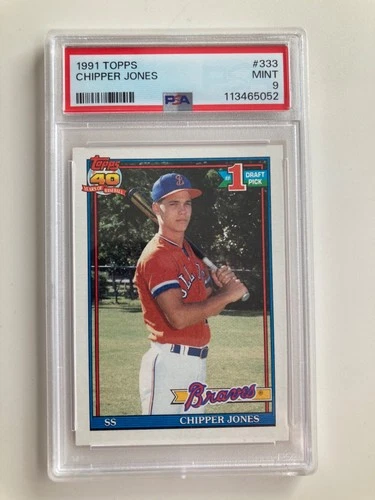 1991 TOPPS #333
CHIPPER JONES MINT
9
PSA 113465052
Topps
40
YEARS OF BASEBALL
#1 DRAFT
PICK
B
Braves
SS CHIPPER JONES